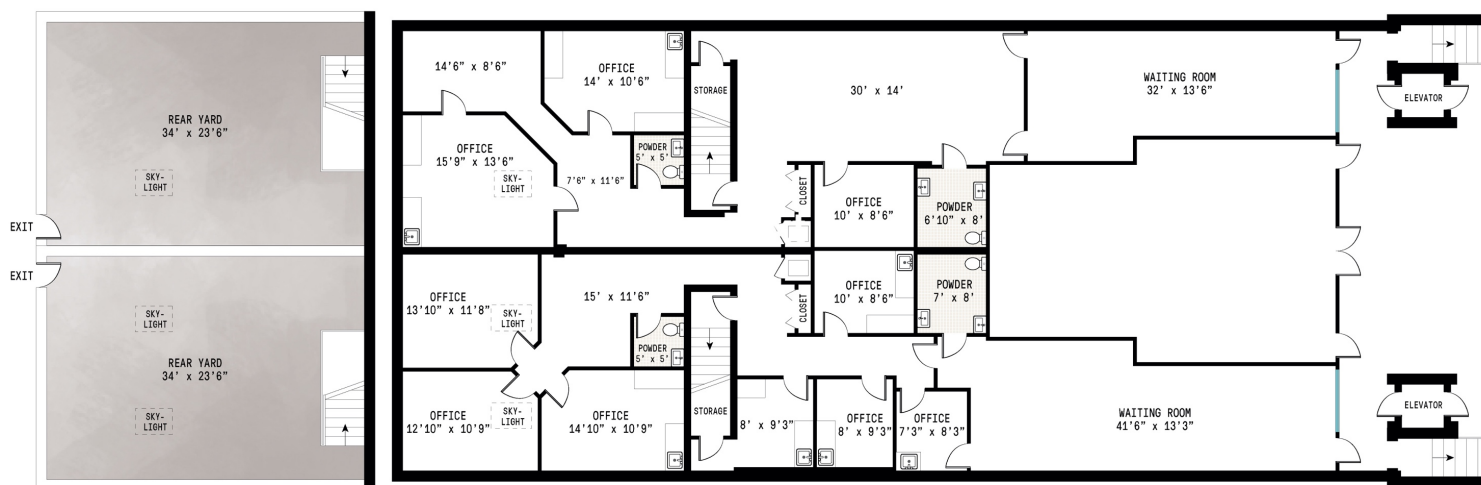 REAR YARD
34' x 23'6"
SKY-
LIGHT
EXIT
EXIT
SKY-
LIGHT
REAR YARD
34' x 23'6"
SKY-
LIGHT
14'6" x 8'6"
OFFICE
14' x 10'6"
OFFICE
15'9" x 13'6"
SKY-
LIGHT
7'6" x 11'6"
POWDER
5' x 5'
STORAGE
30' x 14'
WAITING ROOM
32' x 13'6"
ELEVATOR
CLOSET
OFFICE
10' x 8'6"
POWDER
6'10" x 8'
OFFICE
13'10" x 11'8"
SKY-
LIGHT
15' x 11'6"
POWDER
5' x 5'
CLOSET
OFFICE
10' x 8'6"
POWDER
7' x 8'
OFFICE
12'10" x 10'9"
SKY-
LIGHT
OFFICE
14'10" x 10'9"
STORAGE
8' x 9'3"
OFFICE
8' x 9'3"
OFFICE
7'3" x 8'3"
WAITING ROOM
41'6" x 13'3"
ELEVATOR